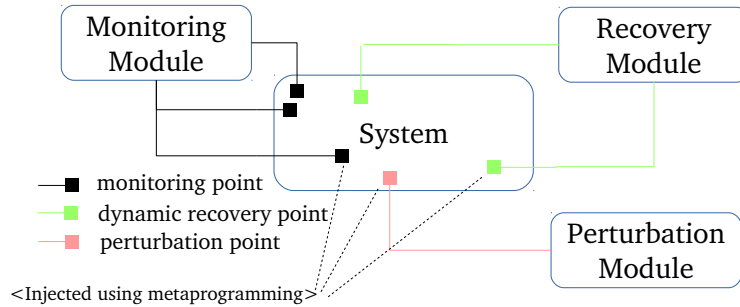 Monitoring
Module
Recovery
Module
System
monitoring point
dynamic recovery point
perturbation point
Perturbation
Module
<Injected using metaprogramming>